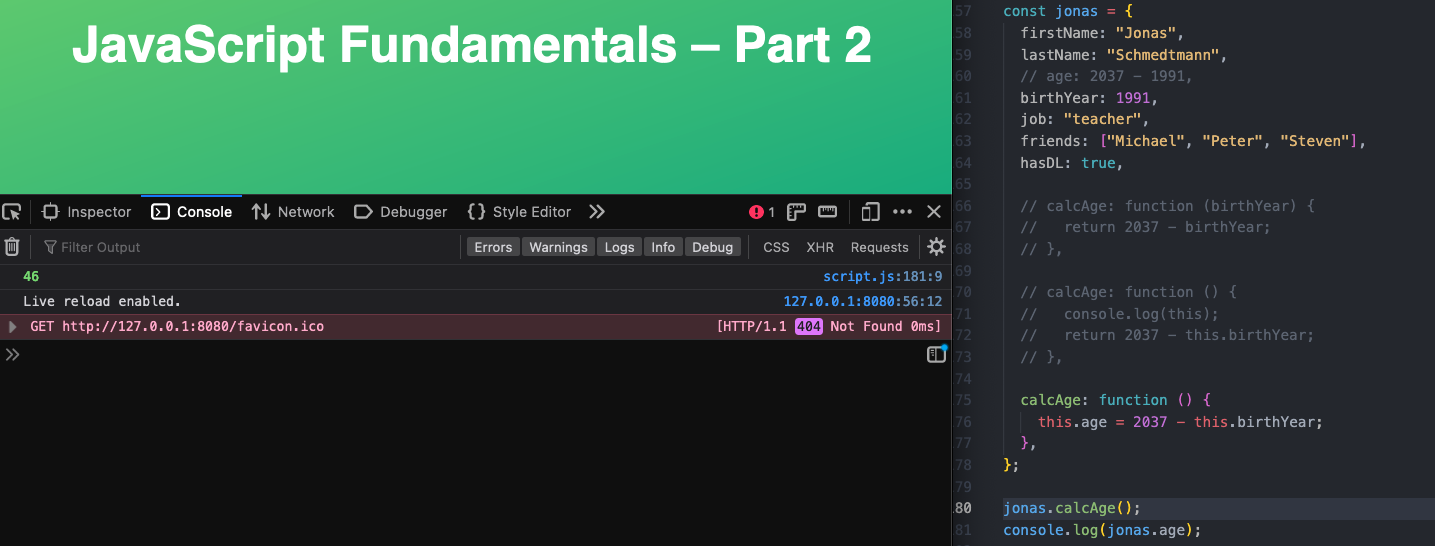 JavaScript Fundamentals – Part 2
Inspector Console Network Debugger Style Editor 1
Filter Output Errors Warnings Logs Info Debug CSS XHR Requests
46 script.js:181:9
Live reload enabled. 127.0.0.1:8080:56:12
GET http://127.0.0.1:8080/favicon.ico [HTTP/1.1 404 Not Found 0ms]
57 const jonas = {
58 firstName: "Jonas",
59 lastName: "Schmedtmann",
60 // age: 2037 - 1991,
61 birthYear: 1991,
62 job: "teacher",
63 friends: ["Michael", "Peter", "Steven"],
64 hasDL: true,
65
66 // calcAge: function (birthYear) {
67 //   return 2037 - birthYear;
68 // },
69
70 // calcAge: function () {
71 //   console.log(this);
72 //   return 2037 - this.birthYear;
73 // },
74
75 calcAge: function () {
76 this.age = 2037 - this.birthYear;
77 },
78 };
79
80 jonas.calcAge();
81 console.log(jonas.age);